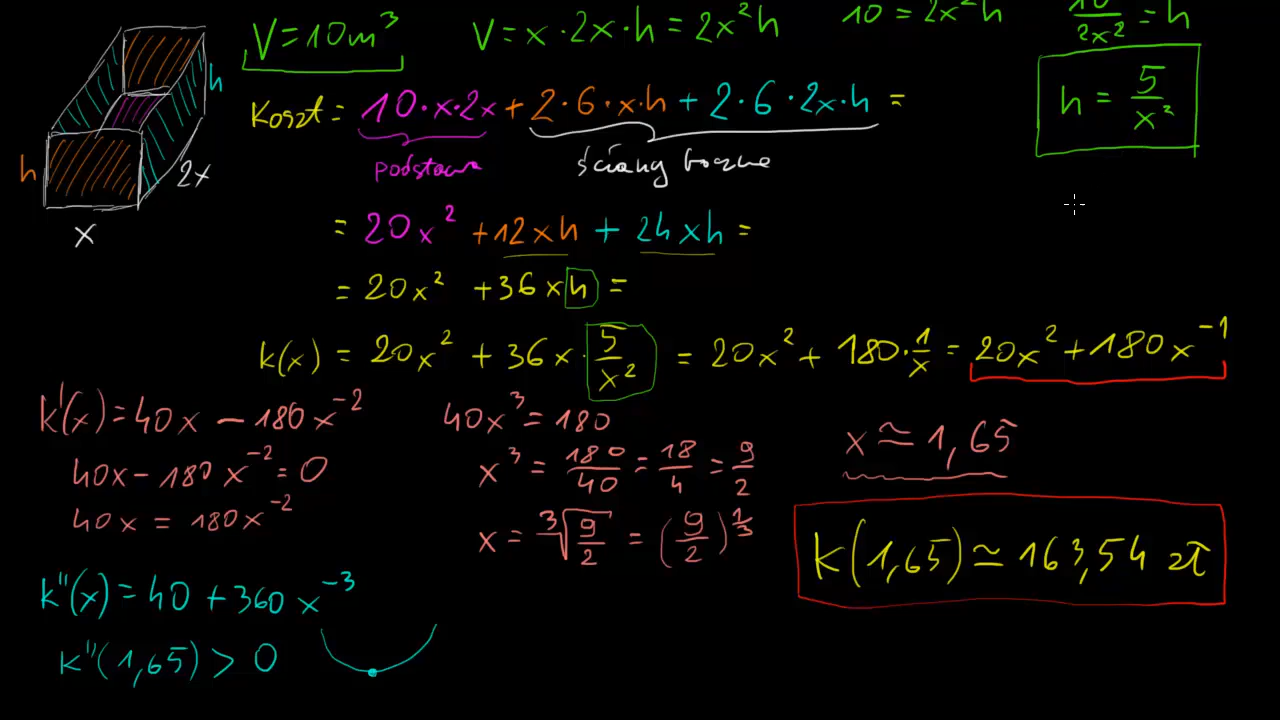 V = 10m³
V = x · 2x · h = 2x²h
10 = 2x²h
10/2x² = h
h = 5/x²
h
h
2x
x
Koszt = 10·x·2x + 2·6·x·h + 2·6·2x·h =
podstawa
ściany boczne
= 20x² + 12xh + 24xh =
= 20x² + 36xh =
k(x) = 20x² + 36x · 5/x² = 20x² + 180 · 1/x = 20x² + 180x⁻¹
k'(x) = 40x − 180x⁻²
40x − 180x⁻² = 0
40x = 180x⁻²
40x³ = 180
x³ = 180/40 = 18/4 = 9/2
x = ∛(9/2) = (9/2)^(1/3)
x ≃ 1,65
k(1,65) ≃ 163,54 zł
k''(x) = 40 + 360x⁻³
k''(1,65) > 0